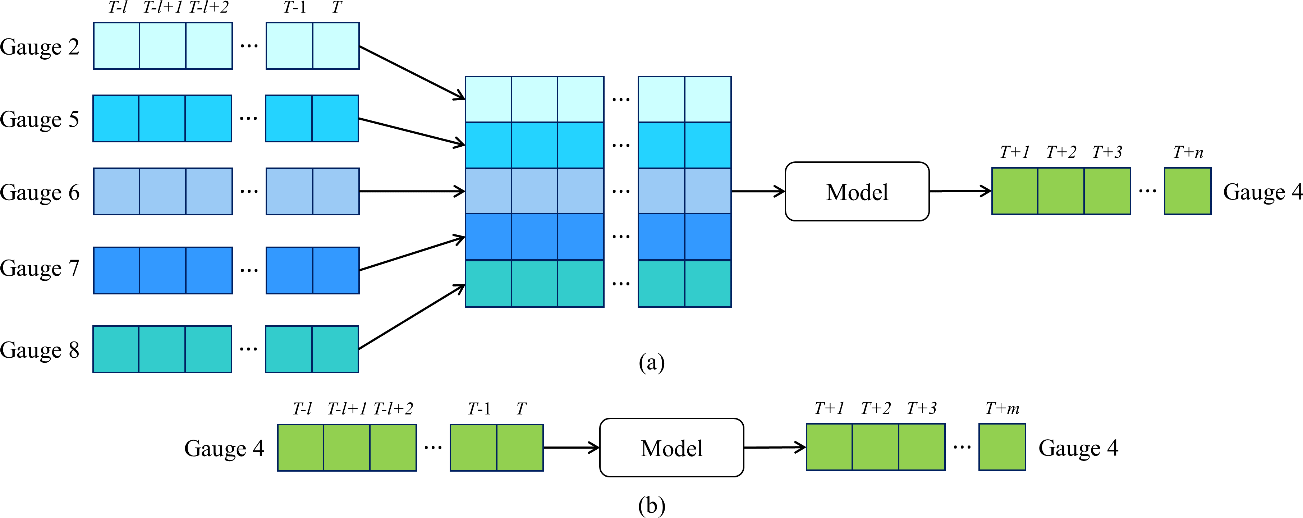 T-l T-l+1 T-l+2 T-1 T
Gauge 2 ...
Gauge 5 ...
Gauge 6 ...
Gauge 7 ...
Gauge 8 ...
...
...
...
...
...
Model
T+1 T+2 T+3 T+n
... Gauge 4
(a)
T-l T-l+1 T-l+2 T-1 T T+1 T+2 T+3 T+m
Gauge 4 ... Model ... Gauge 4
(b)